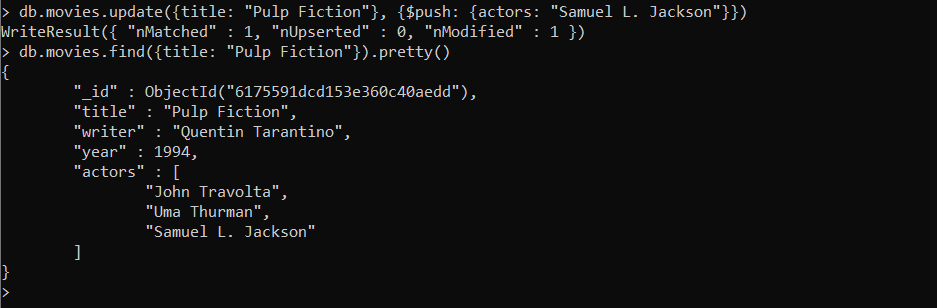 > db.movies.update({title: "Pulp Fiction"}, {$push: {actors: "Samuel L. Jackson"}})
WriteResult({ "nMatched" : 1, "nUpserted" : 0, "nModified" : 1 })
> db.movies.find({title: "Pulp Fiction"}).pretty()
{
        "_id" : ObjectId("6175591dcd153e360c40aedd"),
        "title" : "Pulp Fiction",
        "writer" : "Quentin Tarantino",
        "year" : 1994,
        "actors" : [
                "John Travolta",
                "Uma Thurman",
                "Samuel L. Jackson"
        ]
}
>